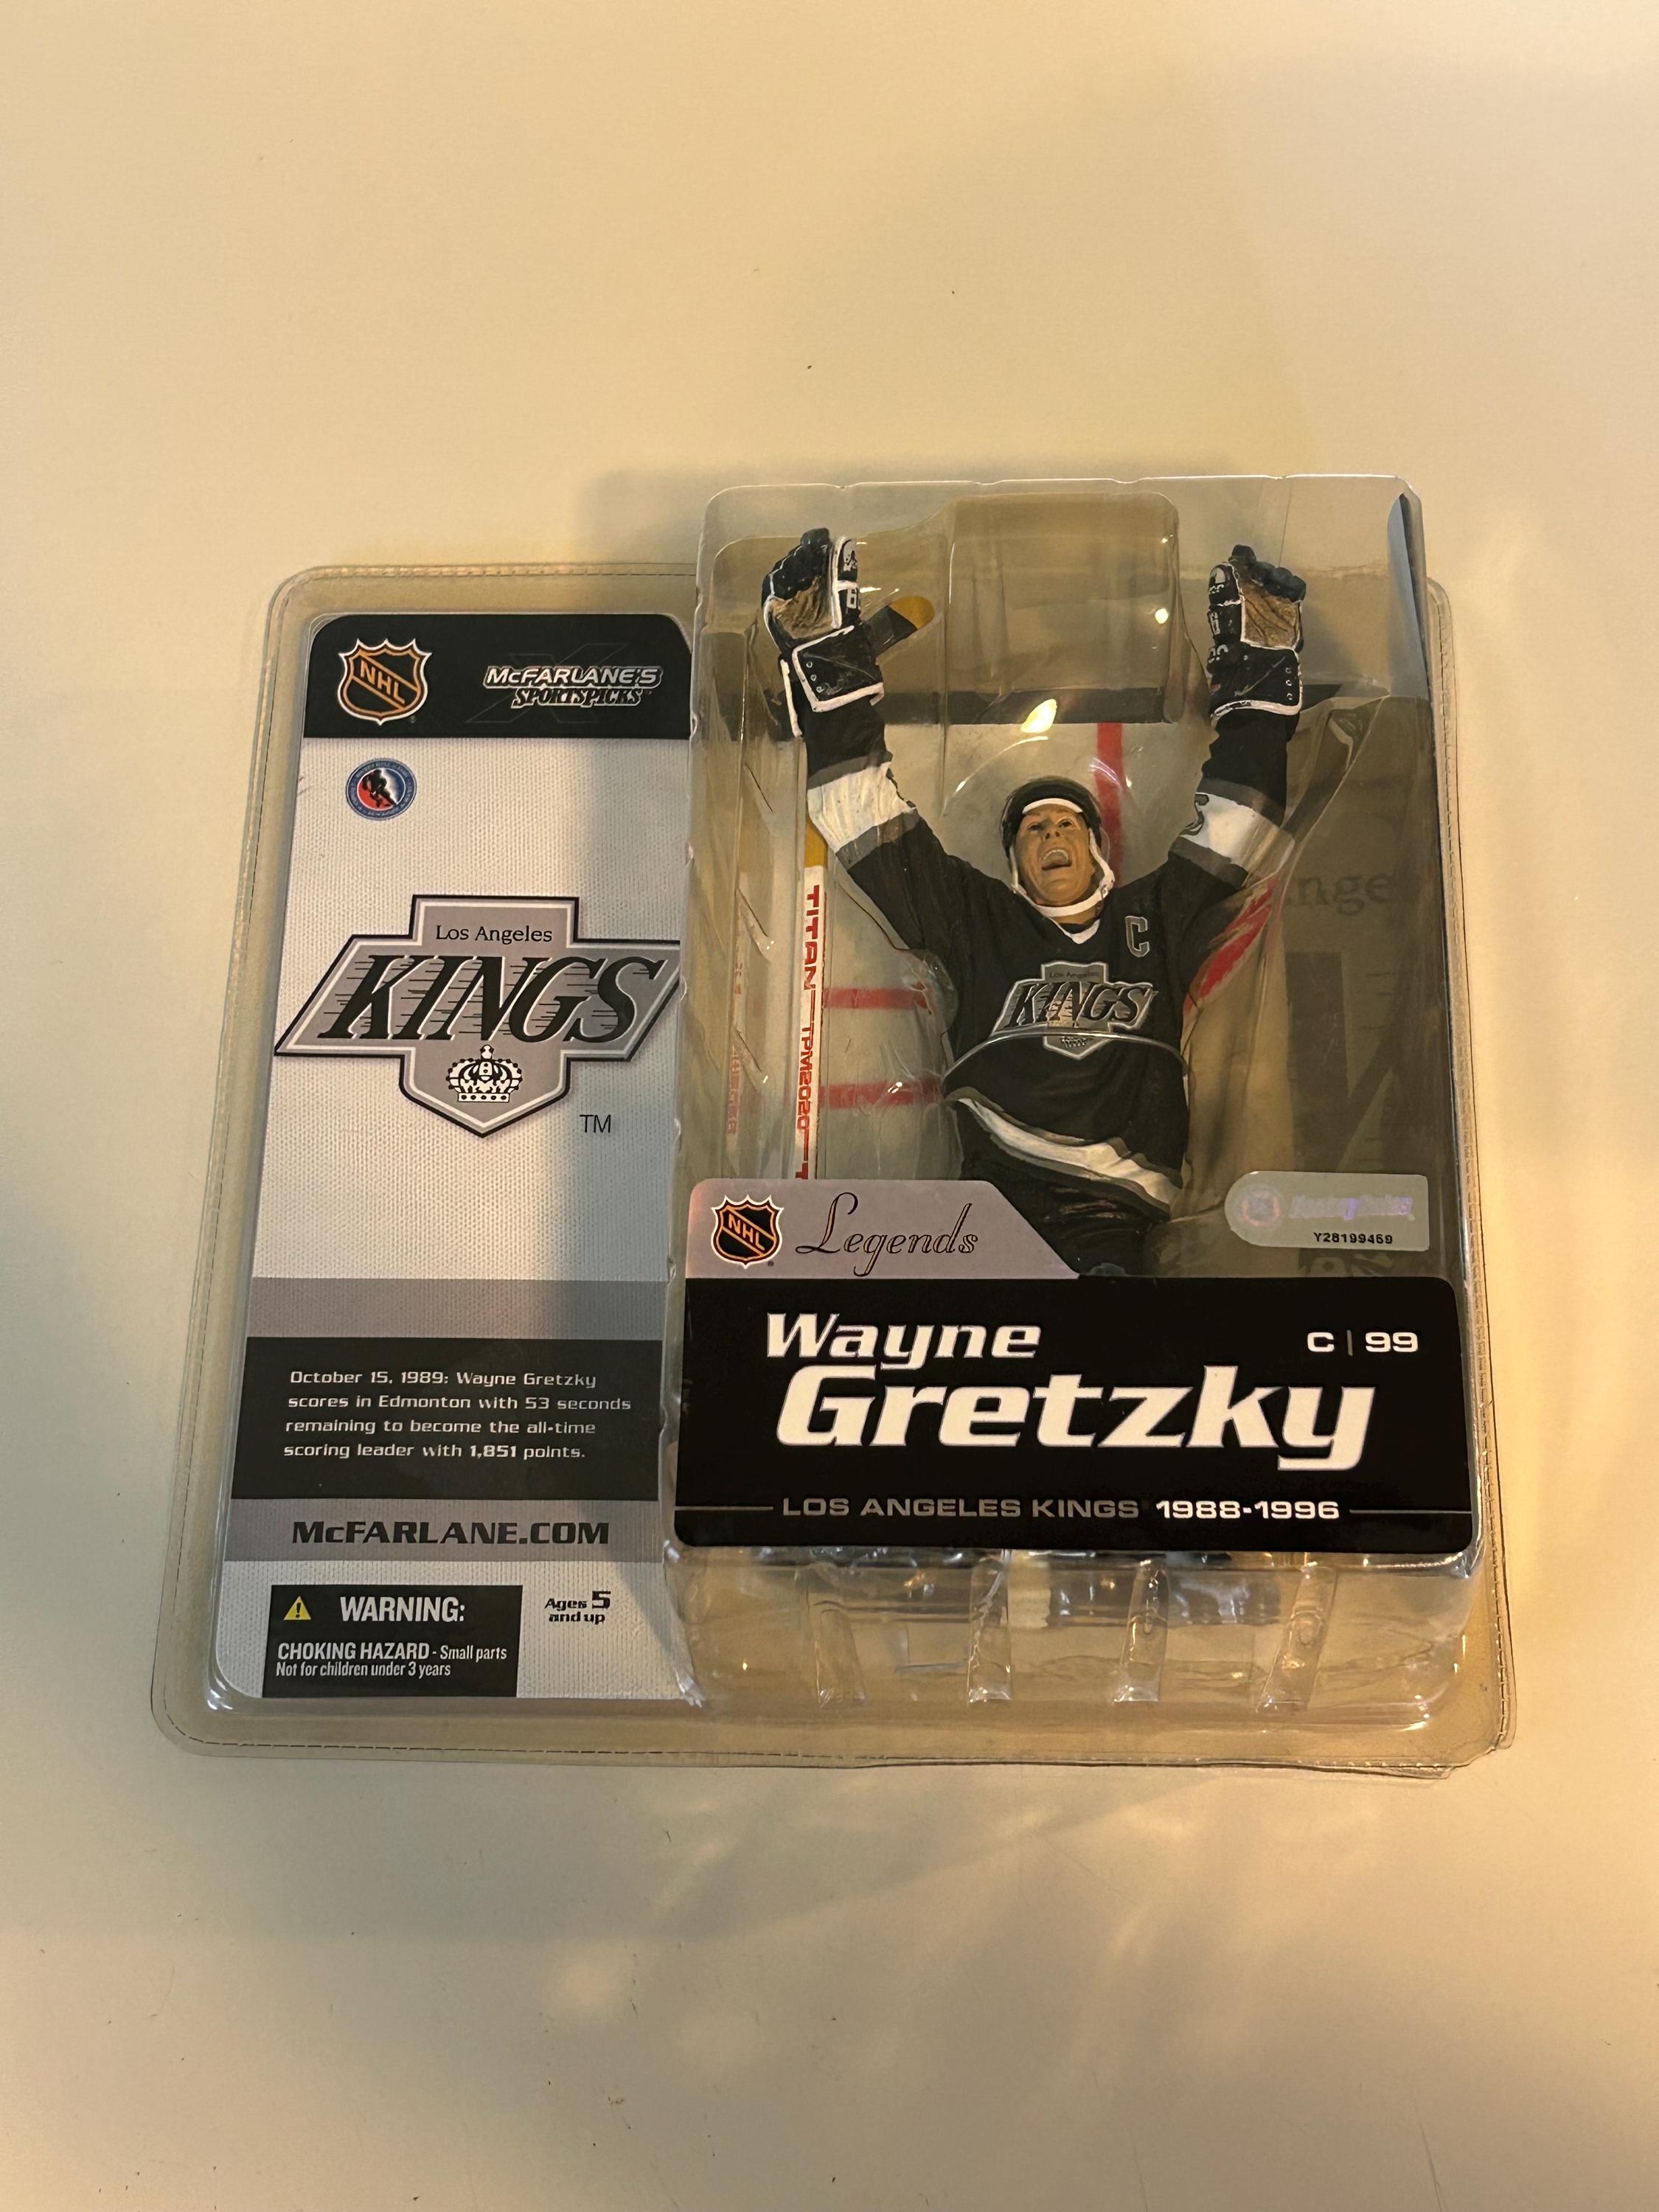 NHL
McFARLANE'S
SPORTSPICKS
Los Angeles
KINGS
TM
October 15, 1989: Wayne Gretzky
scores in Edmonton with 53 seconds
remaining to become the all-time
scoring leader with 1,851 points.
McFARLANE.COM
WARNING:
CHOKING HAZARD - Small parts
Not for children under 3 years
Ages 5
and up
TITAN TPM2020
C
Los Angeles
KINGS
Y28199459
NHL
Legends
Wayne
Gretzky
C | 99
LOS ANGELES KINGS 1988-1996